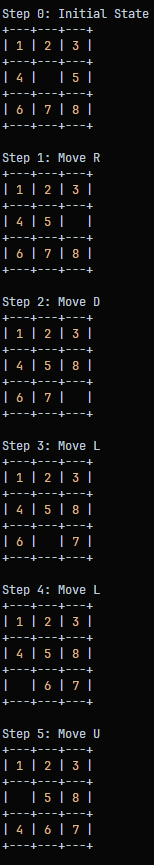 Step 0: Initial State
+---+---+---+
| 1 | 2 | 3 |
+---+---+---+
| 4 |   | 5 |
+---+---+---+
| 6 | 7 | 8 |
+---+---+---+

Step 1: Move R
+---+---+---+
| 1 | 2 | 3 |
+---+---+---+
| 4 | 5 |   |
+---+---+---+
| 6 | 7 | 8 |
+---+---+---+

Step 2: Move D
+---+---+---+
| 1 | 2 | 3 |
+---+---+---+
| 4 | 5 | 8 |
+---+---+---+
| 6 | 7 |   |
+---+---+---+

Step 3: Move L
+---+---+---+
| 1 | 2 | 3 |
+---+---+---+
| 4 | 5 | 8 |
+---+---+---+
| 6 |   | 7 |
+---+---+---+

Step 4: Move L
+---+---+---+
| 1 | 2 | 3 |
+---+---+---+
| 4 | 5 | 8 |
+---+---+---+
|   | 6 | 7 |
+---+---+---+

Step 5: Move U
+---+---+---+
| 1 | 2 | 3 |
+---+---+---+
|   | 5 | 8 |
+---+---+---+
| 4 | 6 | 7 |
+---+---+---+